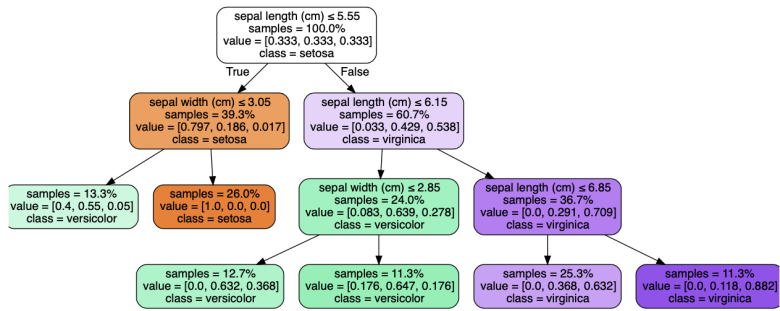 sepal length (cm) ≤ 5.55
samples = 100.0%
value = [0.333, 0.333, 0.333]
class = setosa
True
False
sepal width (cm) ≤ 3.05
samples = 39.3%
value = [0.797, 0.186, 0.017]
class = setosa
sepal length (cm) ≤ 6.15
samples = 60.7%
value = [0.033, 0.429, 0.538]
class = virginica
samples = 13.3%
value = [0.4, 0.55, 0.05]
class = versicolor
samples = 26.0%
value = [1.0, 0.0, 0.0]
class = setosa
sepal width (cm) ≤ 2.85
samples = 24.0%
value = [0.083, 0.639, 0.278]
class = versicolor
sepal length (cm) ≤ 6.85
samples = 36.7%
value = [0.0, 0.291, 0.709]
class = virginica
samples = 12.7%
value = [0.0, 0.632, 0.368]
class = versicolor
samples = 11.3%
value = [0.176, 0.647, 0.176]
class = versicolor
samples = 25.3%
value = [0.0, 0.368, 0.632]
class = virginica
samples = 11.3%
value = [0.0, 0.118, 0.882]
class = virginica